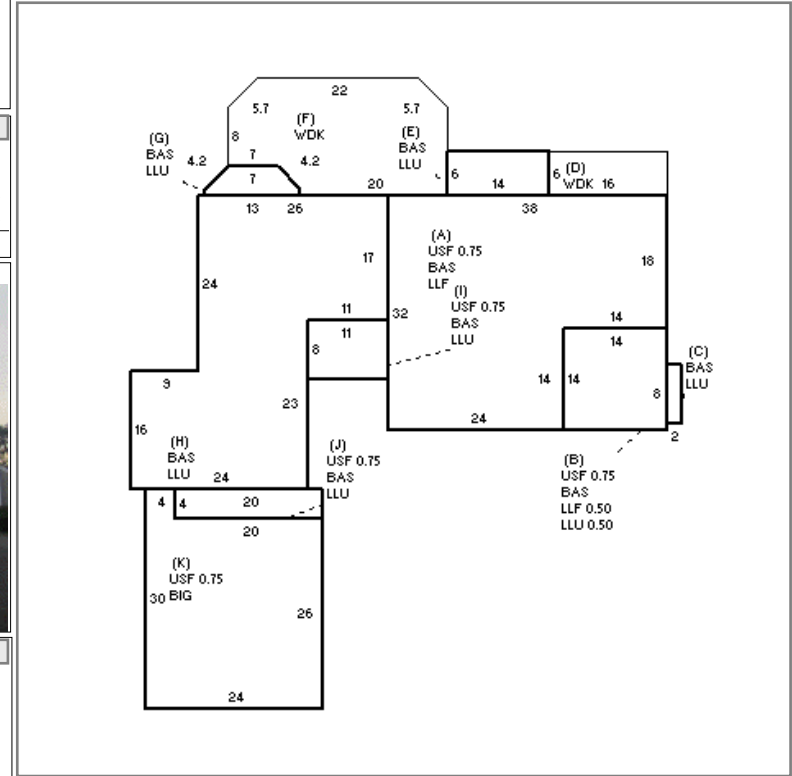 22
5.7
5.7
(F)
WDK
(E)
BAS
LLU
(G)
BAS
LLU
4.2
8
7
4.2
7
20
6
14
6
(D)
WDK 16
13
26
38
(A)
USF 0.75
BAS
LLF
17
18
24
(I)
USF 0.75
BAS
LLU
11
32
11
14
14
8
(C)
BAS
LLU
9
14
14
8
23
24
2
16
(H)
BAS
LLU
24
(J)
USF 0.75
BAS
LLU
(B)
USF 0.75
BAS
LLF 0.50
LLU 0.50
4
4
20
20
(K)
USF 0.75
BIG
30
26
24